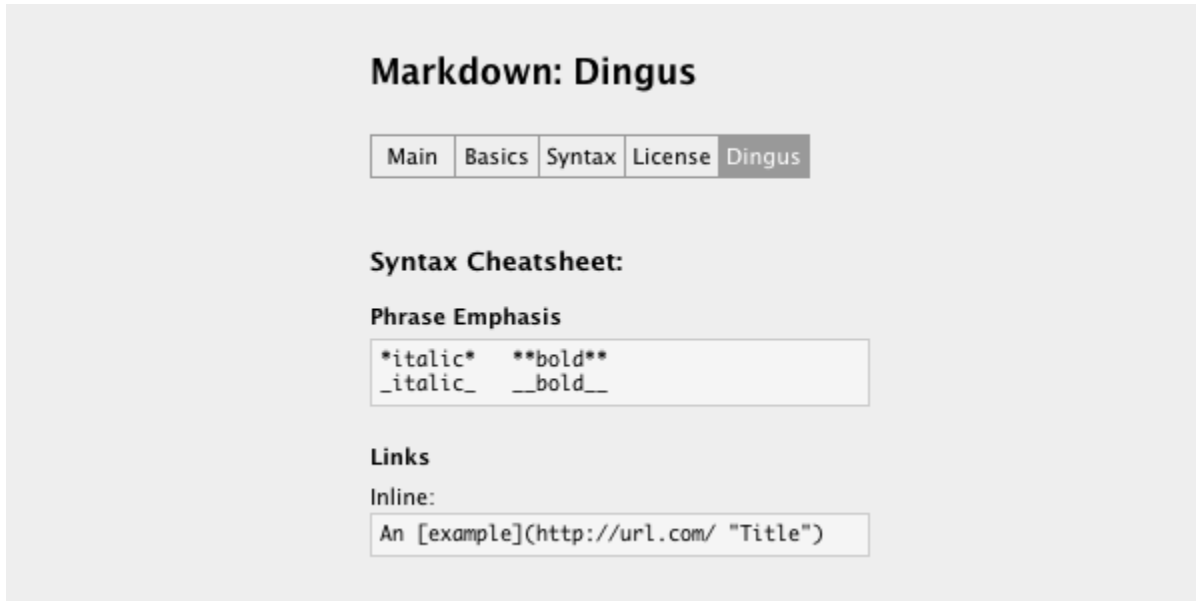 Markdown: Dingus
Main Basics Syntax License Dingus
Syntax Cheatsheet:
Phrase Emphasis
*italic*   **bold**
_italic_   __bold__
Links
Inline:
An [example](http://url.com/ "Title")